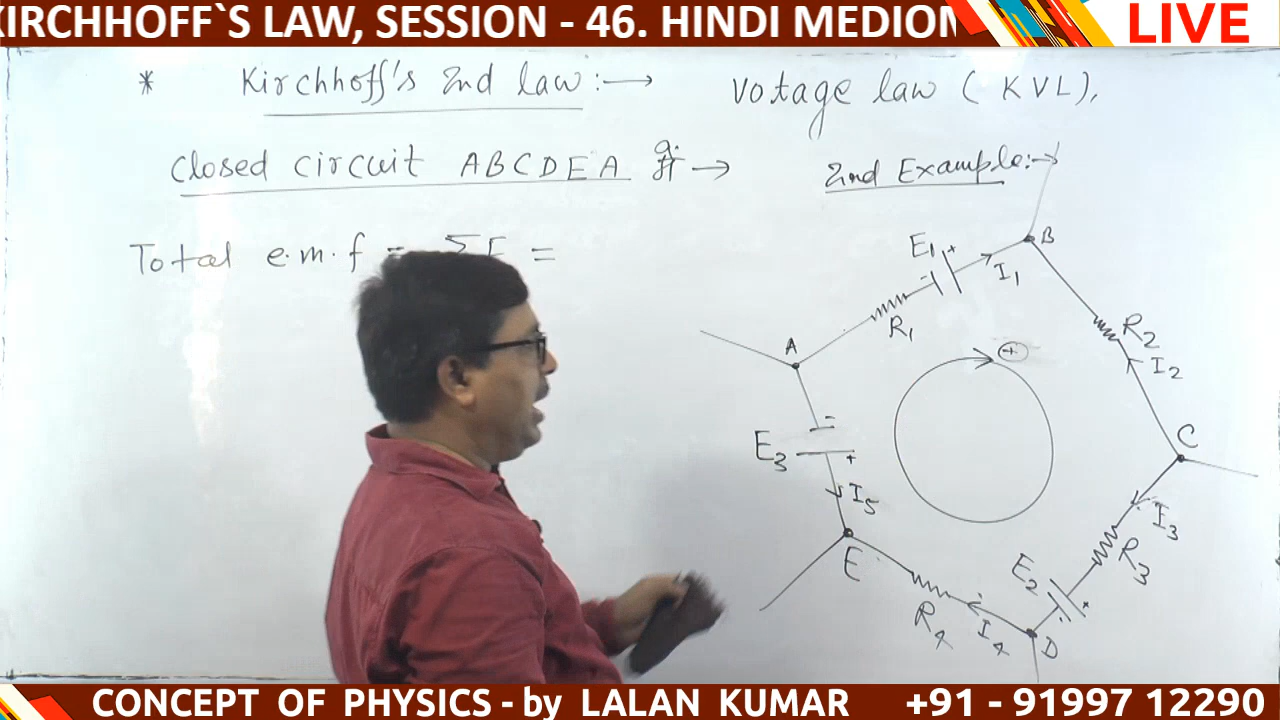 KIRCHHOFF`S LAW, SESSION - 46. HINDI MEDION
LIVE
* Kirchhoff's 2nd law :→ Votage law ( KVL),
Closed circuit ABCDEA में →
2nd Example:→
Total e.m.f = ΣE =
E1 + -
B
I1
R1
A
R2
I2
+
-
E3
+
I5
C
I3
R3
E2
+
-
E
R4
I4
D
CONCEPT OF PHYSICS - by LALAN KUMAR +91 - 91997 12290